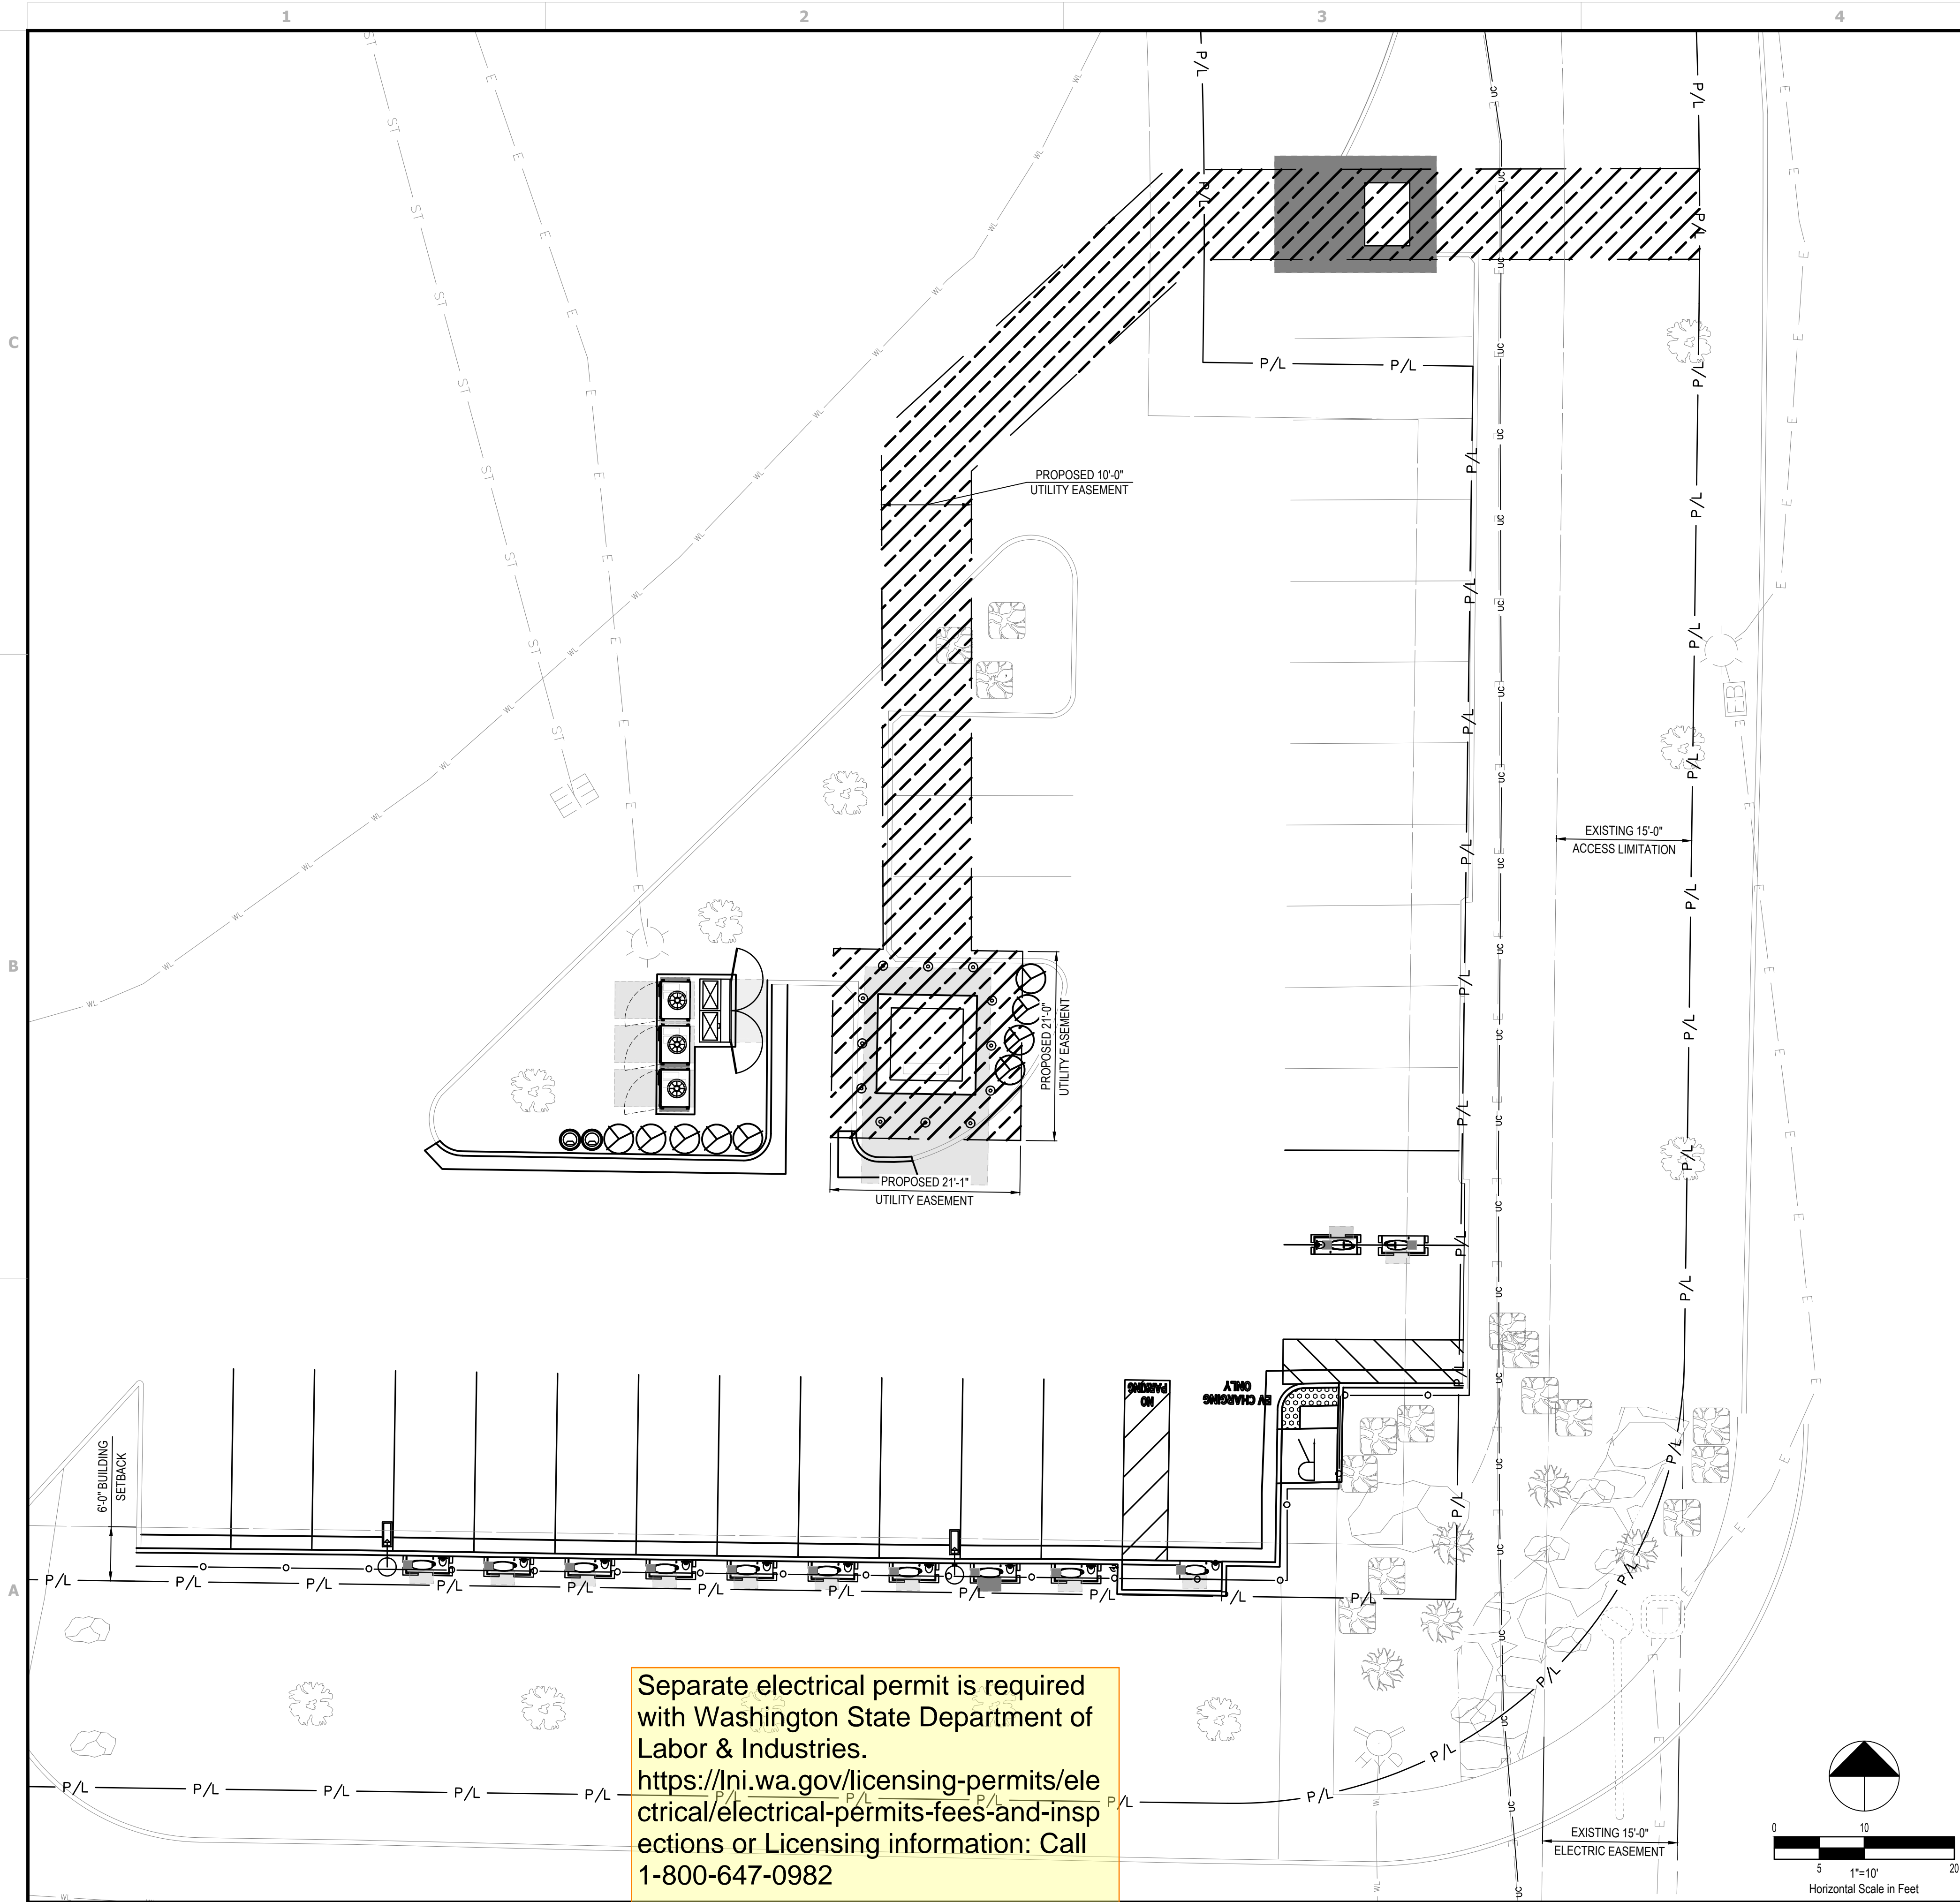 1 2 3 4
C
B
A
PROPOSED 10'-0"
UTILITY EASEMENT
EXISTING 15'-0"
ACCESS LIMITATION
PROPOSED 21'-0"
UTILITY EASEMENT
PROPOSED 21'-1"
UTILITY EASEMENT
NO
PARKING
EV CHARGING
ONLY
6'-0" BUILDING
SETBACK
P/L P/L P/L P/L P/L P/L P/L P/L P/L P/L P/L
Separate electrical permit is required
with Washington State Department of
Labor & Industries.
https://lni.wa.gov/licensing-permits/ele
ctrical/electrical-permits-fees-and-insp
ections or Licensing information: Call
1-800-647-0982
P/L P/L P/L P/L P/L P/L P/L P/L P/L P/L
EXISTING 15'-0"
ELECTRIC EASEMENT
0 10
5 20
1"=10'
Horizontal Scale in Feet